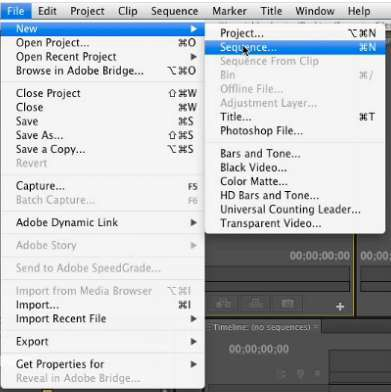 File Edit Project Clip Sequence Marker Title Window Help
New
Open Project... ⌘O
Open Recent Project
Browse in Adobe Bridge... ⌥⌘O
Close Project ⇧⌘W
Close ⌘W
Save ⌘S
Save As... ⇧⌘S
Save a Copy... ⌥⌘S
Revert
Capture... F5
Batch Capture... F6
Adobe Dynamic Link
Adobe Story
Send to Adobe SpeedGrade...
Import from Media Browser ⌥⌘I
Import... ⌘I
Import Recent File
Export
Get Properties for
Reveal in Adobe Bridge...
Project... ⌥⌘N
Sequence... ⌘N
Sequence From Clip
Bin
Offline File...
Adjustment Layer...
Title... ⌘T
Photoshop File...
Bars and Tone...
Black Video...
Color Matte...
HD Bars and Tone...
Universal Counting Leader...
Transparent Video...
00;00;00;00 00;00;00;00
Timeline: (no sequences)
00;00;00;00